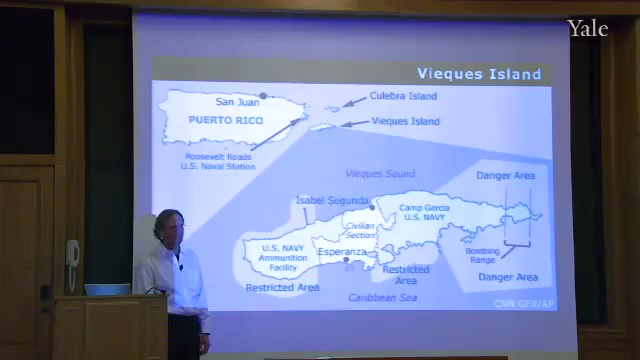 Yale
Vieques Island
San Juan
PUERTO RICO
Culebra Island
Vieques Island
Roosevelt Roads
U.S. Naval Station
Vieques Sound
Danger Area
Isabel Segunda
Camp Garcia
U.S. NAVY
Civilian
Section
U.S. NAVY
Ammunition
Facility
Esperanza
Bombing
Range
Restricted Area
Restricted
Area
Danger Area
Caribbean Sea
CNN GFX/AP